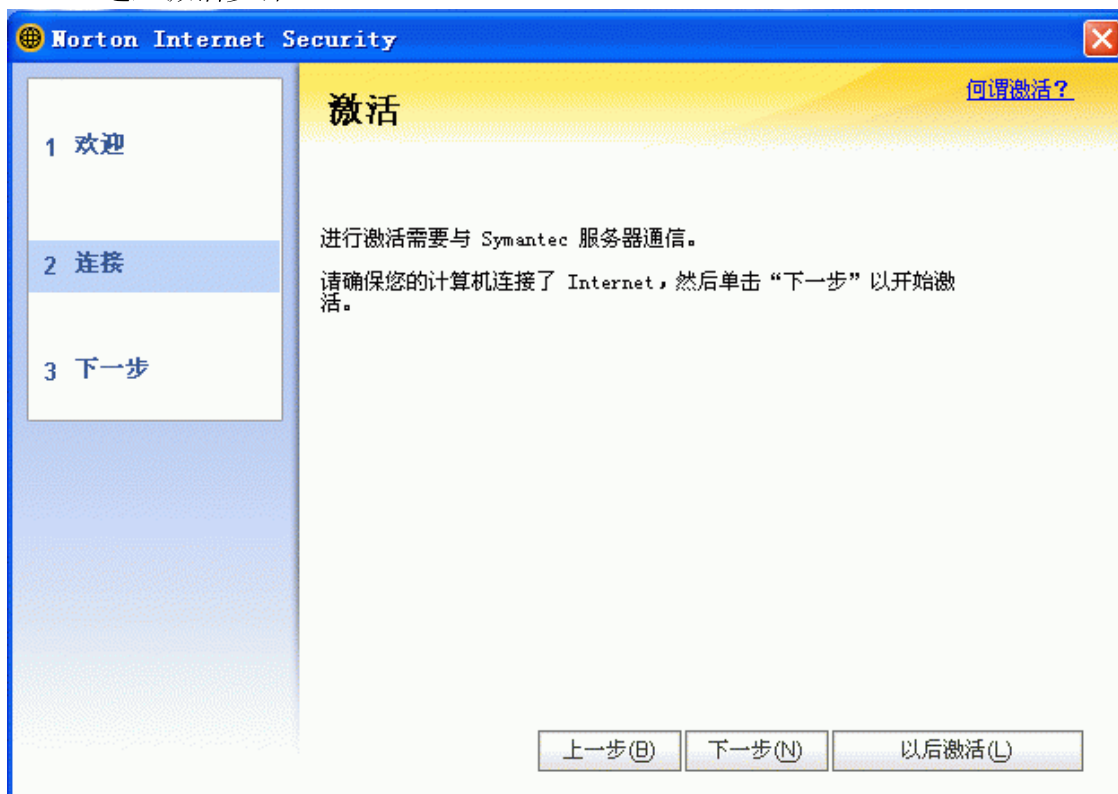 Norton Internet Security
何谓激活?
激活
1 欢迎
2 连接
3 下一步
进行激活需要与 Symantec 服务器通信。
请确保您的计算机连接了 Internet，然后单击“下一步”以开始激
活。
上一步(B)
下一步(N)
以后激活(L)